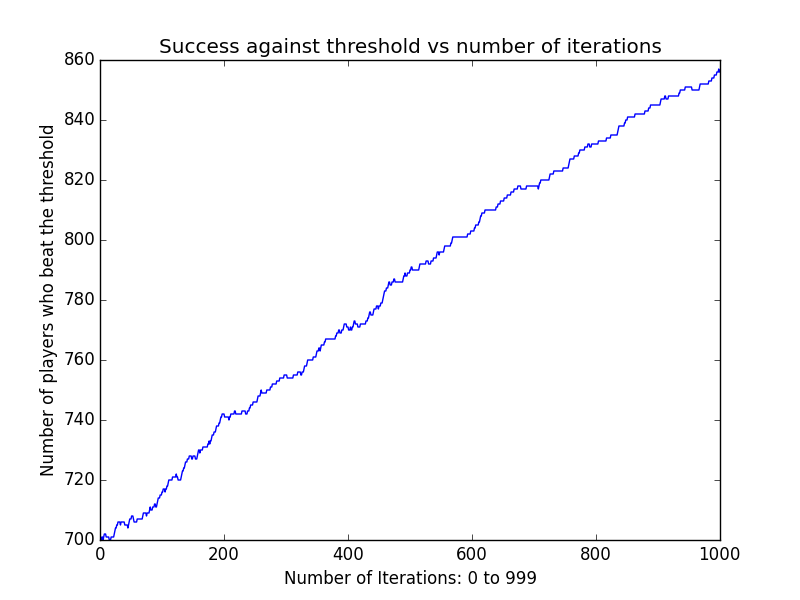 Success against threshold vs number of iterations
860
840
820
800
780
760
740
720
700
Number of players who beat the threshold
0 200 400 600 800 1000
Number of Iterations: 0 to 999